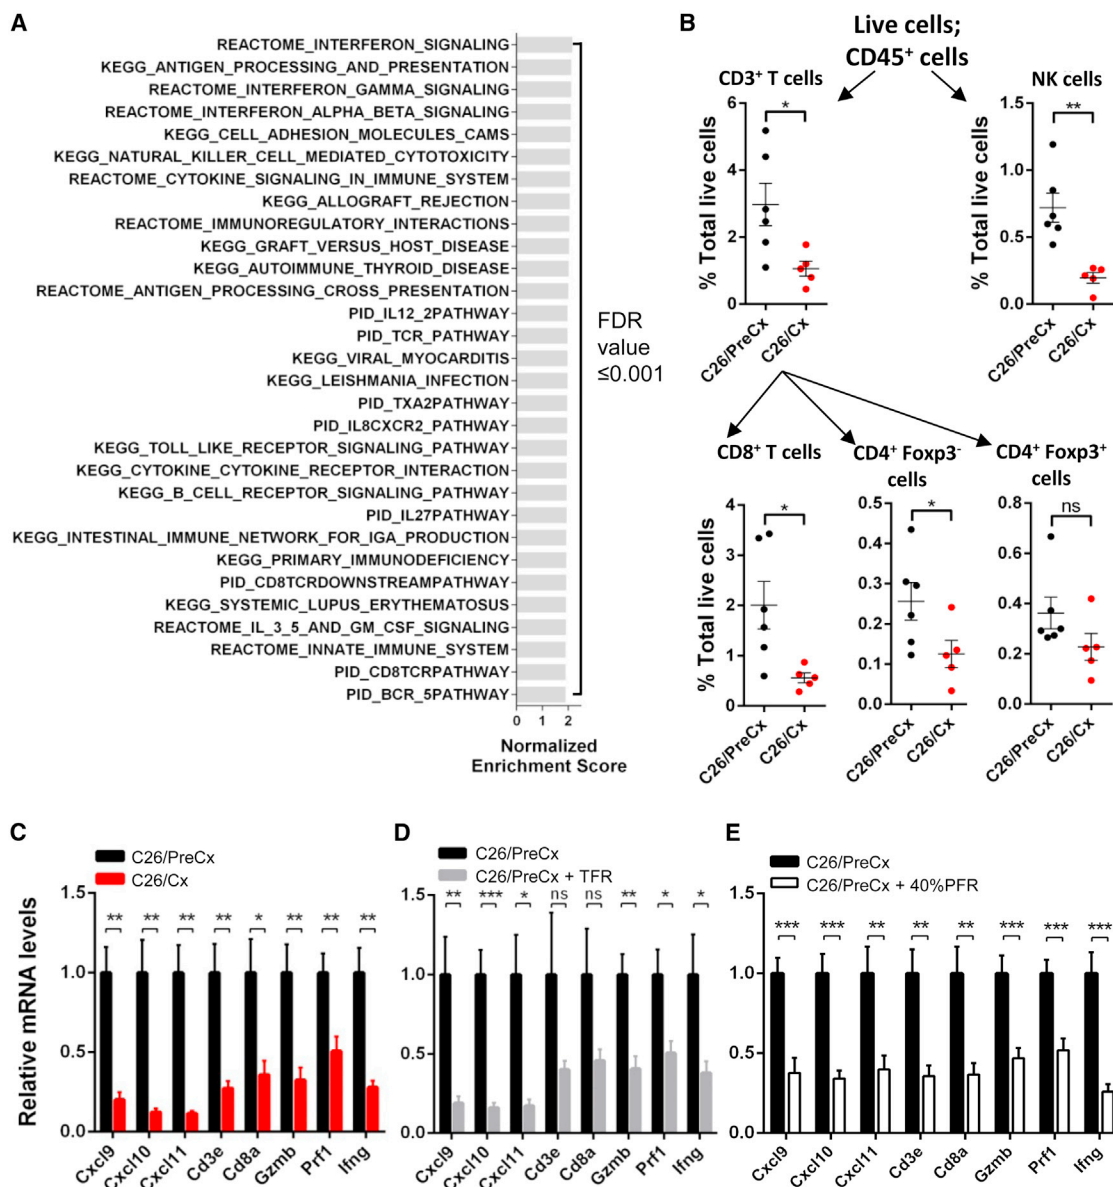 A
REACTOME_INTERFERON_SIGNALING
KEGG_ANTIGEN_PROCESSING_AND_PRESENTATION
REACTOME_INTERFERON_GAMMA_SIGNALING
REACTOME_INTERFERON_ALPHA_BETA_SIGNALING
KEGG_CELL_ADHESION_MOLECULES_CAMS
KEGG_NATURAL_KILLER_CELL_MEDIATED_CYTOTOXICITY
REACTOME_CYTOKINE_SIGNALING_IN_IMMUNE_SYSTEM
KEGG_ALLOGRAFT_REJECTION
REACTOME_IMMUNOREGULATORY_INTERACTIONS
KEGG_GRAFT_VERSUS_HOST_DISEASE
KEGG_AUTOIMMUNE_THYROID_DISEASE
REACTOME_ANTIGEN_PROCESSING_CROSS_PRESENTATION
PID_IL12_2PATHWAY
PID_TCR_PATHWAY
KEGG_VIRAL_MYOCARDITIS
KEGG_LEISHMANIA_INFECTION
PID_TXA2PATHWAY
PID_IL8CXCR2_PATHWAY
KEGG_TOLL_LIKE_RECEPTOR_SIGNALING_PATHWAY
KEGG_CYTOKINE_CYTOKINE_RECEPTOR_INTERACTION
KEGG_B_CELL_RECEPTOR_SIGNALING_PATHWAY
PID_IL27PATHWAY
KEGG_INTESTINAL_IMMUNE_NETWORK_FOR_IGA_PRODUCTION
KEGG_PRIMARY_IMMUNODEFICIENCY
PID_CD8TCRDOWNSTREAMPATHWAY
KEGG_SYSTEMIC_LUPUS_ERYTHEMATOSUS
REACTOME_IL_3_5_AND_GM_CSF_SIGNALING
REACTOME_INNATE_IMMUNE_SYSTEM
PID_CD8TCRPATHWAY
PID_BCR_5PATHWAY
0 1 2
Normalized
Enrichment Score
FDR
value
≤0.001
B
Live cells;
CD45⁺ cells
CD3⁺ T cells
% Total live cells
6
4
2
0
*
C26/PreCx
C26/Cx
NK cells
% Total live cells
1.5
1.0
0.5
0.0
**
C26/PreCx
C26/Cx
CD8⁺ T cells
% Total live cells
4
3
2
1
0
*
C26/PreCx
C26/Cx
CD4⁺ Foxp3⁻
cells
0.5
0.4
0.3
0.2
0.1
0.0
*
C26/PreCx
C26/Cx
CD4⁺ Foxp3⁺
cells
0.8
0.6
0.4
0.2
0.0
ns
C26/PreCx
C26/Cx
C
C26/PreCx
C26/Cx
Relative mRNA levels
1.5
1.0
0.5
0.0
** ** ** ** * ** ** **
Cxcl9 Cxcl10 Cxcl11 Cd3e Cd8a Gzmb Prf1 Ifng
D
C26/PreCx
C26/PreCx + TFR
1.5
1.0
0.5
0.0
** *** * ns ns ** * *
Cxcl9 Cxcl10 Cxcl11 Cd3e Cd8a Gzmb Prf1 Ifng
E
C26/PreCx
C26/PreCx + 40%PFR
1.5
1.0
0.5
0.0
*** *** ** ** ** *** *** ***
Cxcl9 Cxcl10 Cxcl11 Cd3e Cd8a Gzmb Prf1 Ifng